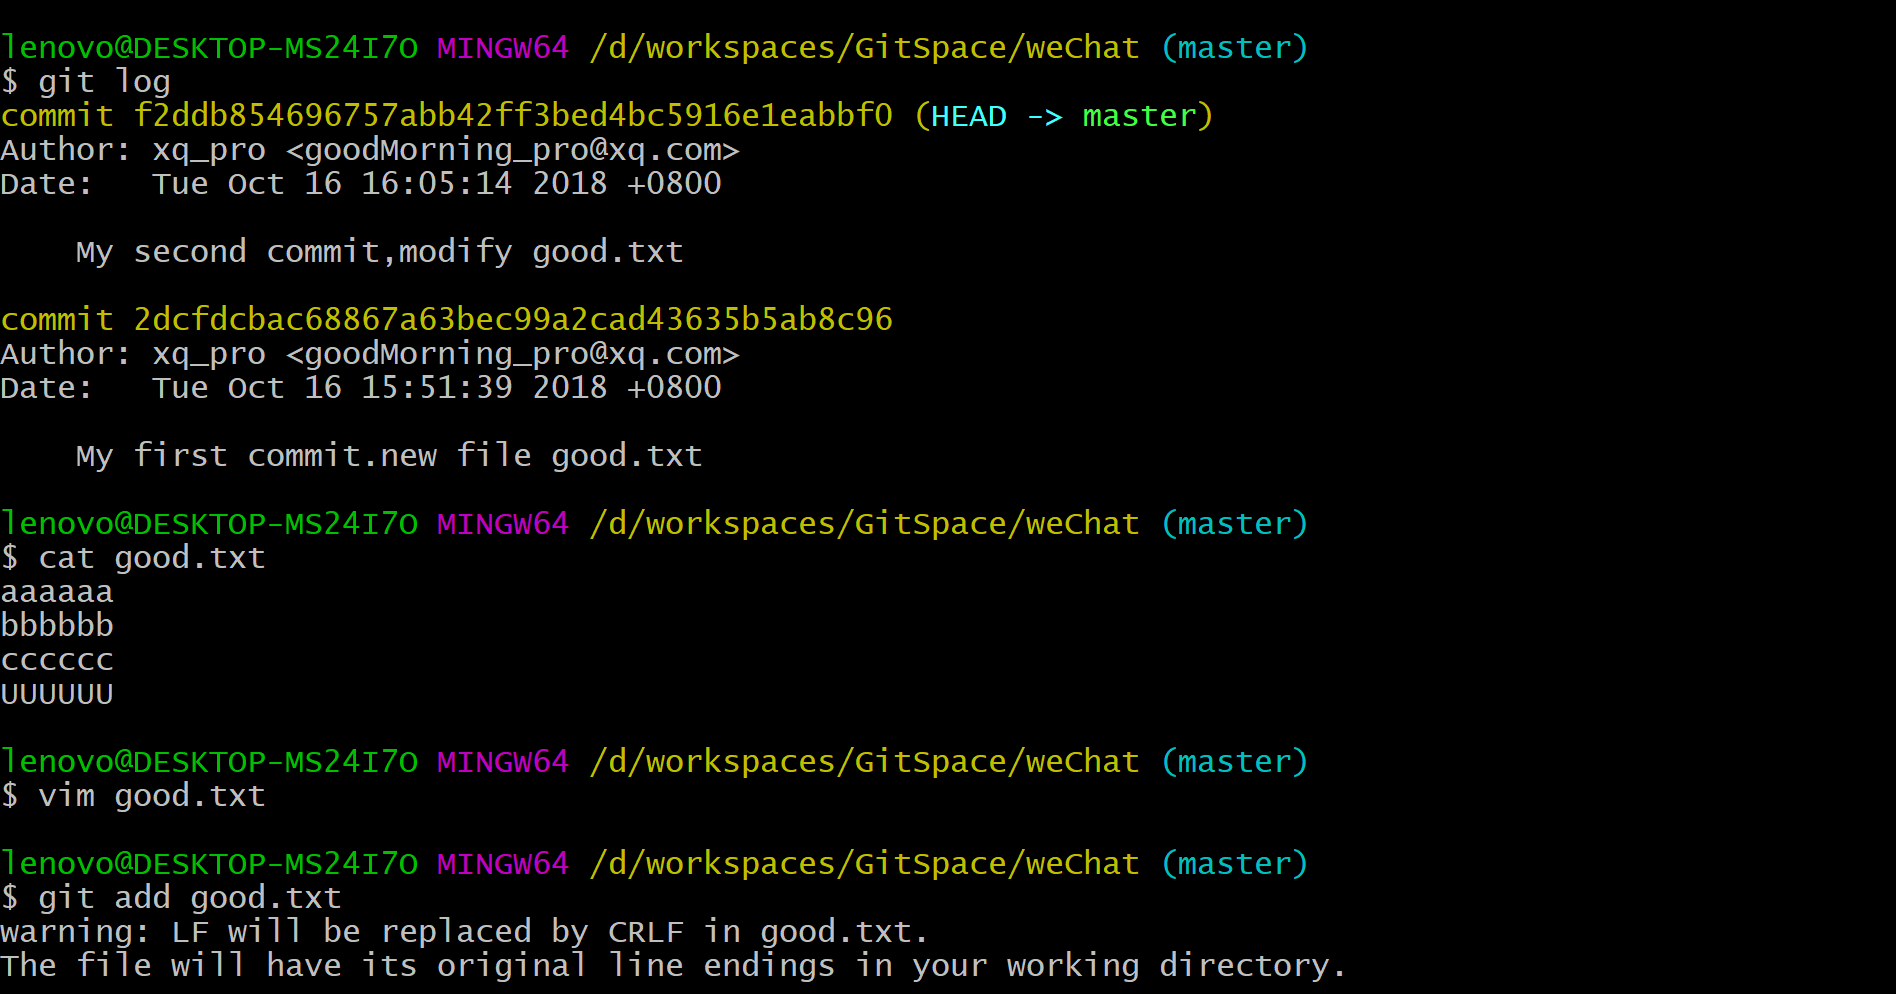 lenovo@DESKTOP-MS24I7O MINGW64 /d/workspaces/GitSpace/weChat (master)
$ git log
commit f2ddb854696757abb42ff3bed4bc5916e1eabbf0 (HEAD -> master)
Author: xq_pro <goodMorning_pro@xq.com>
Date:   Tue Oct 16 16:05:14 2018 +0800
    My second commit,modify good.txt
commit 2dcfdcbac68867a63bec99a2cad43635b5ab8c96
Author: xq_pro <goodMorning_pro@xq.com>
Date:   Tue Oct 16 15:51:39 2018 +0800
    My first commit.new file good.txt
lenovo@DESKTOP-MS24I7O MINGW64 /d/workspaces/GitSpace/weChat (master)
$ cat good.txt
aaaaaa
bbbbbb
cccccc
UUUUUU
lenovo@DESKTOP-MS24I7O MINGW64 /d/workspaces/GitSpace/weChat (master)
$ vim good.txt
lenovo@DESKTOP-MS24I7O MINGW64 /d/workspaces/GitSpace/weChat (master)
$ git add good.txt
warning: LF will be replaced by CRLF in good.txt.
The file will have its original line endings in your working directory.